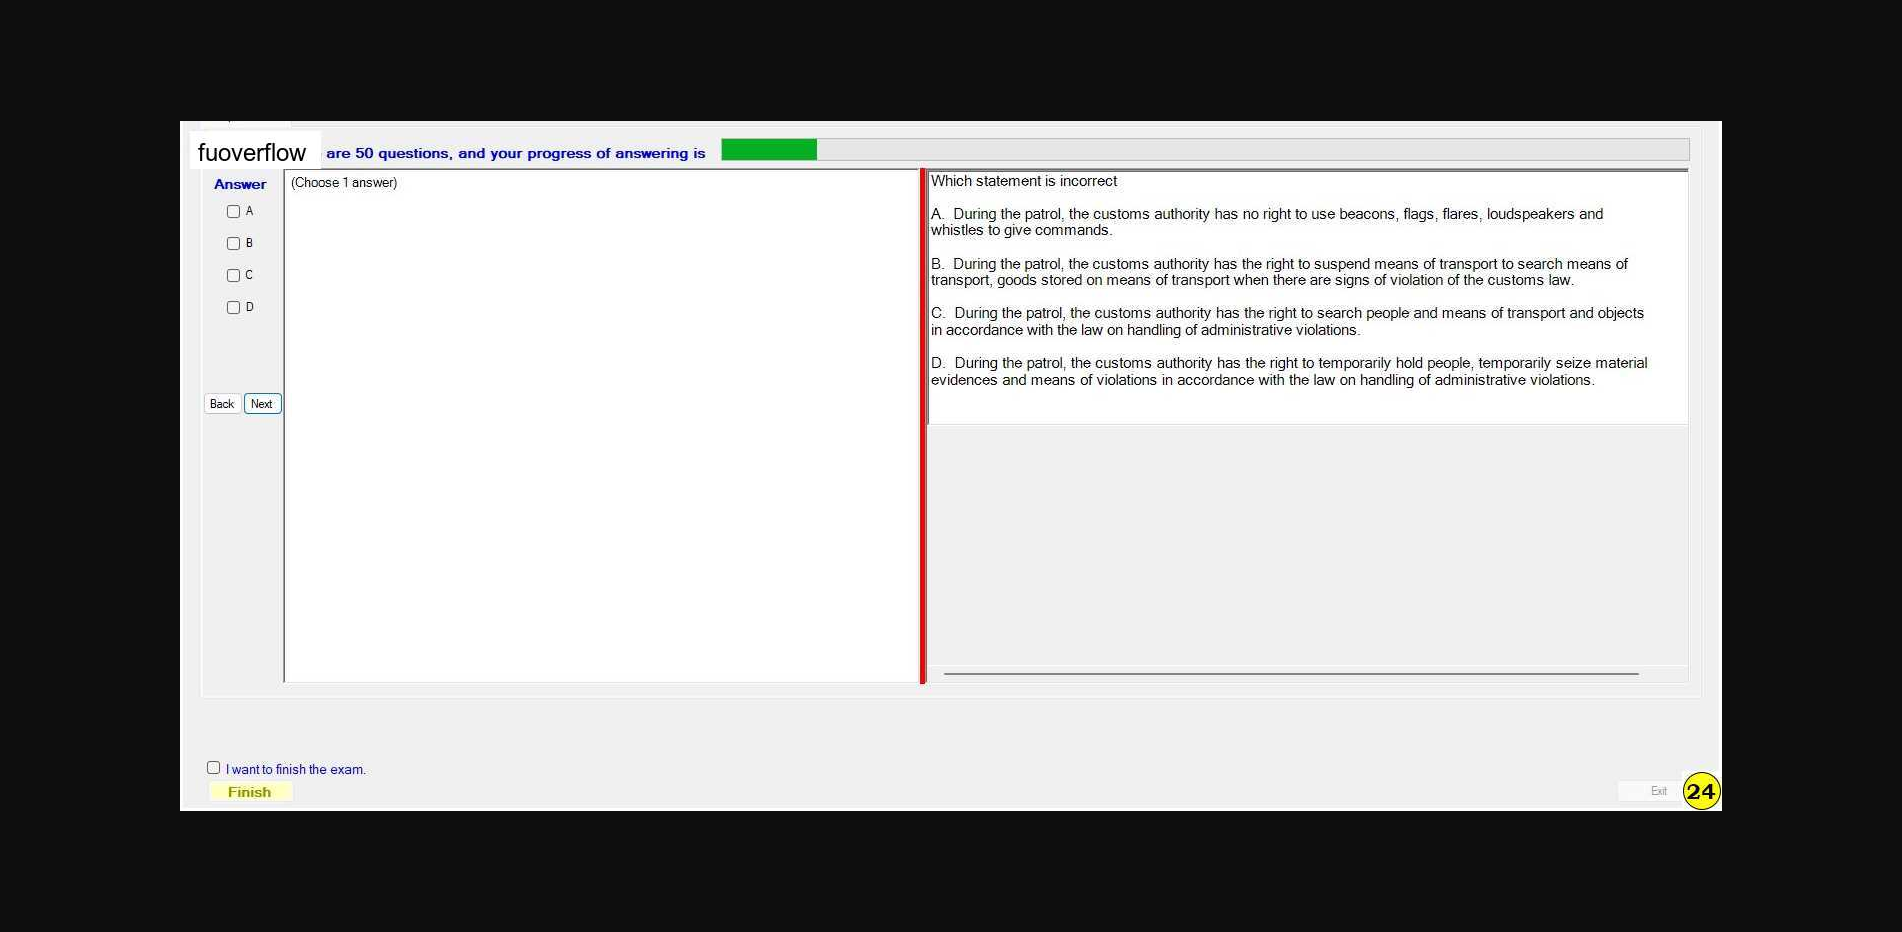 fuoverflow are 50 questions, and your progress of answering is
Answer
(Choose 1 answer)
A
B
C
D
Back Next
Which statement is incorrect
A. During the patrol, the customs authority has no right to use beacons, flags, flares, loudspeakers and
whistles to give commands.
B. During the patrol, the customs authority has the right to suspend means of transport to search means of
transport, goods stored on means of transport when there are signs of violation of the customs law.
C. During the patrol, the customs authority has the right to search people and means of transport and objects
in accordance with the law on handling of administrative violations.
D. During the patrol, the customs authority has the right to temporarily hold people, temporarily seize material
evidences and means of violations in accordance with the law on handling of administrative violations.
I want to finish the exam.
Finish
Exit
24